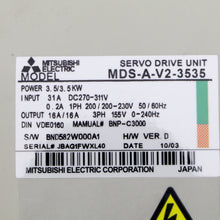 MITSUBISHI
ELECTRIC
SERVO DRIVE UNIT
MODEL
MDS-A-V2-3535
POWER 3.5/3.5KW
INPUT 31A DC270-311V
0.2A 1PH 200/200-230V 50/60Hz
OUTPUT 16A/16A 3PH 155V 0-240Hz
DIN VDE0160 MAMUAL# BNP-C3000
S/W BND582W000A1 H/W VER. D
SERIAL# JBAQ1FWXL40 DATE 10/03
MITSUBISHI ELECTRIC CORPORATION JAPAN